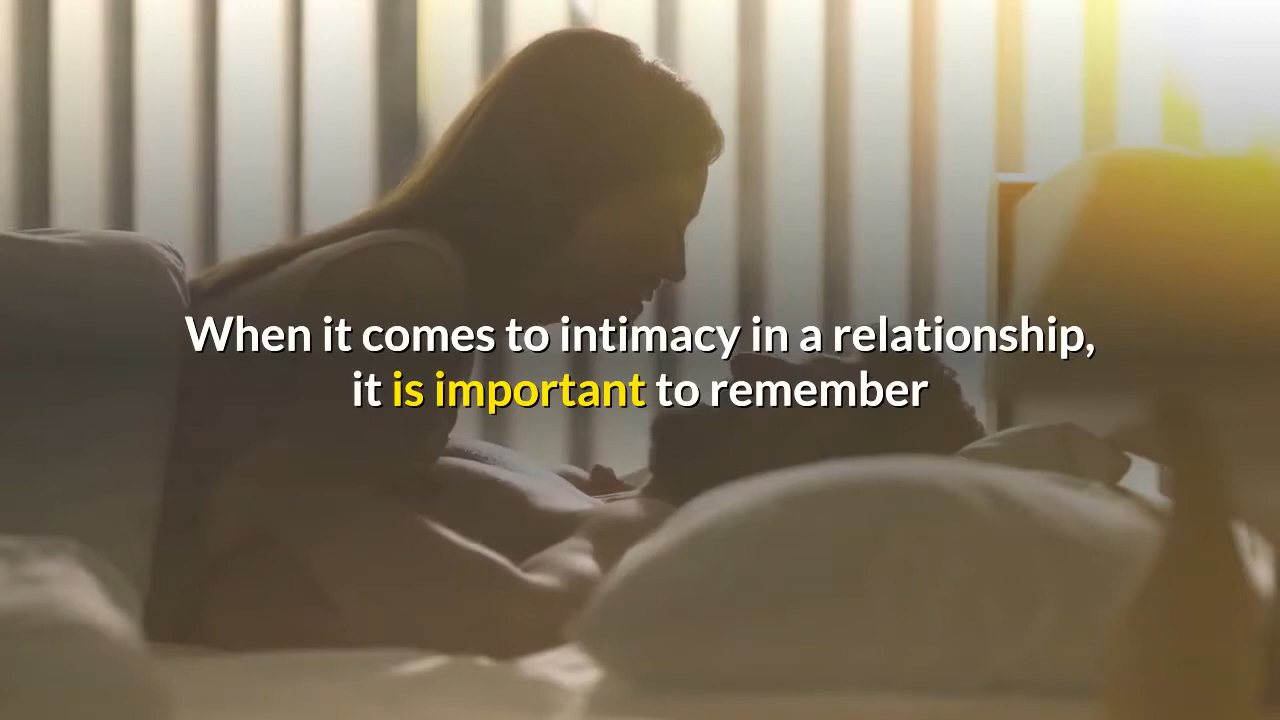 When it comes to intimacy in a relationship,
it is important to remember